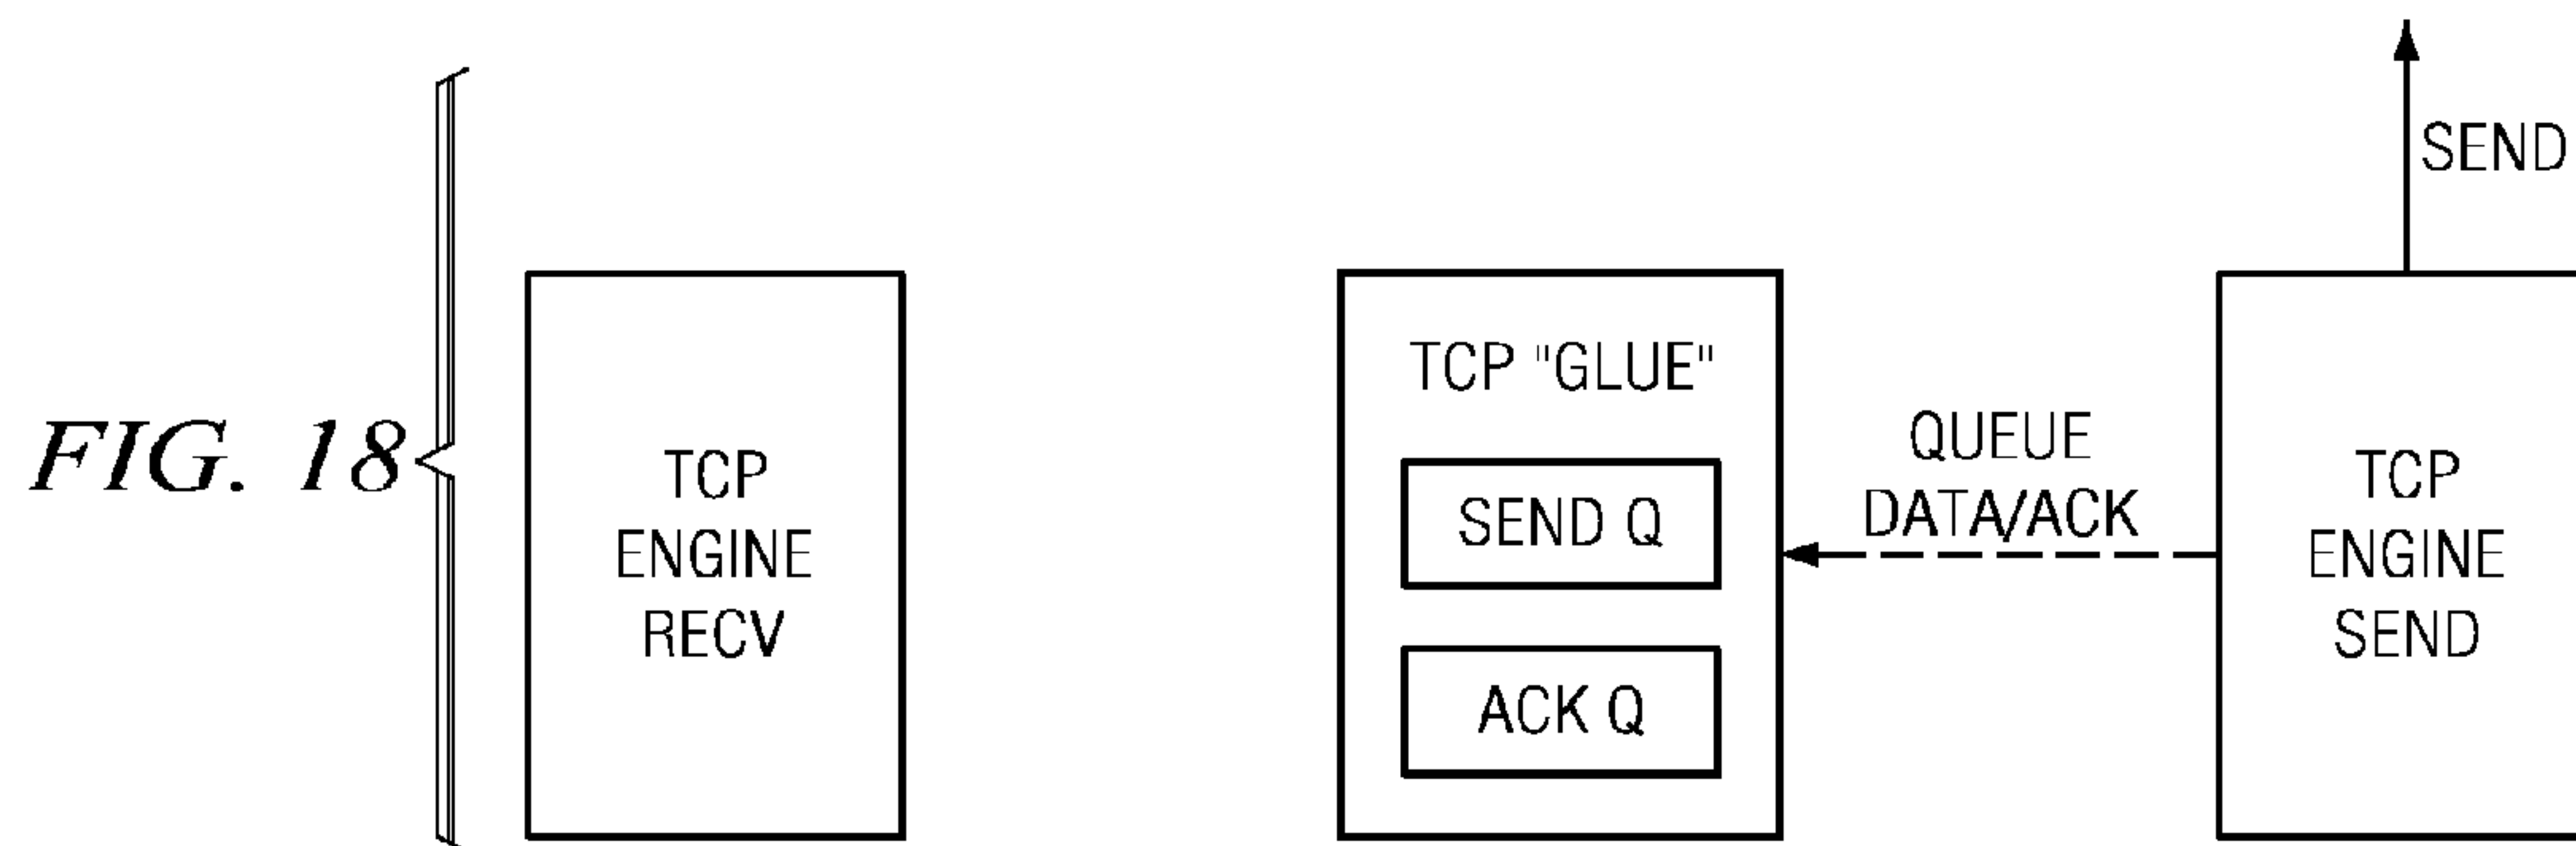 FIG. 18
TCP
ENGINE
RECV
TCP "GLUE"
SEND Q
ACK Q
QUEUE
DATA/ACK
SEND
TCP
ENGINE
SEND